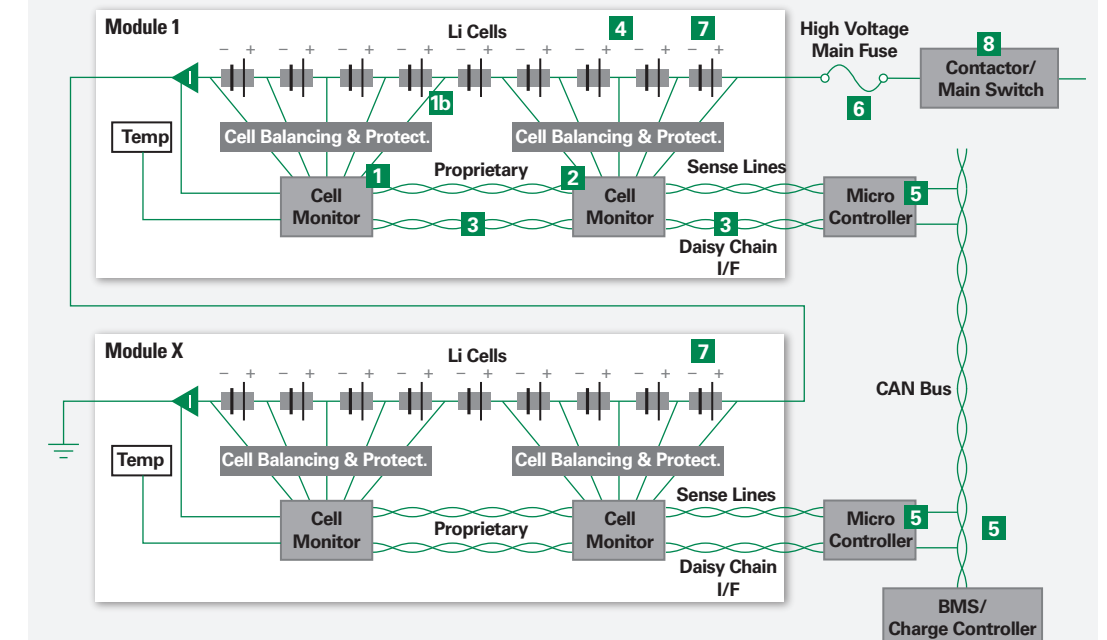 Module 1
Li Cells
4
7
High Voltage
Main Fuse
8
Contactor/
Main Switch
- + - + - + - + - + - + - + - +
I
6
1b
Temp
Cell Balancing & Protect.
Cell Balancing & Protect.
1
Proprietary
2
Sense Lines
Cell
Monitor
Cell
Monitor
Micro
Controller
5
3
3
Daisy Chain
I/F
Module X
Li Cells
7
- + - + - + - + - + - + - + - +
I
CAN Bus
Temp
Cell Balancing & Protect.
Cell Balancing & Protect.
Sense Lines
Cell
Monitor
Proprietary
Cell
Monitor
Micro
Controller
5
5
Daisy Chain
I/F
BMS/
Charge Controller